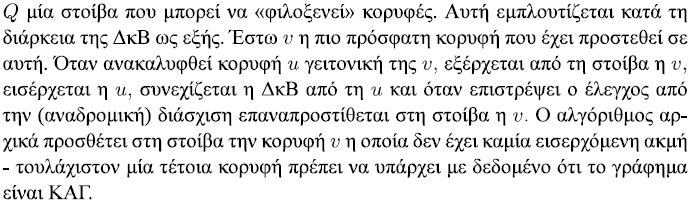 Q μία στοίβα που μπορεί να «φιλοξενεί» κορυφές. Αυτή εμπλουτίζεται κατά τη
διάρκεια της ΔκΒ ως εξής. Έστω v η πιο πρόσφατη κορυφή που έχει προστεθεί σε
αυτή. Όταν ανακαλυφθεί κορυφή u γειτονική της v, εξέρχεται από τη στοίβα η v,
εισέρχεται η u, συνεχίζεται η ΔκΒ από τη u και όταν επιστρέψει ο έλεγχος από
την (αναδρομική) διάσχιση επαναπροστίθεται στη στοίβα η v. Ο αλγόριθμος αρ-
χικά προσθέτει στη στοίβα την κορυφή v η οποία δεν έχει καμία εισερχόμενη ακμή
- τουλάχιστον μία τέτοια κορυφή πρέπει να υπάρχει με δεδομένο ότι το γράφημα
είναι ΚΑΓ.